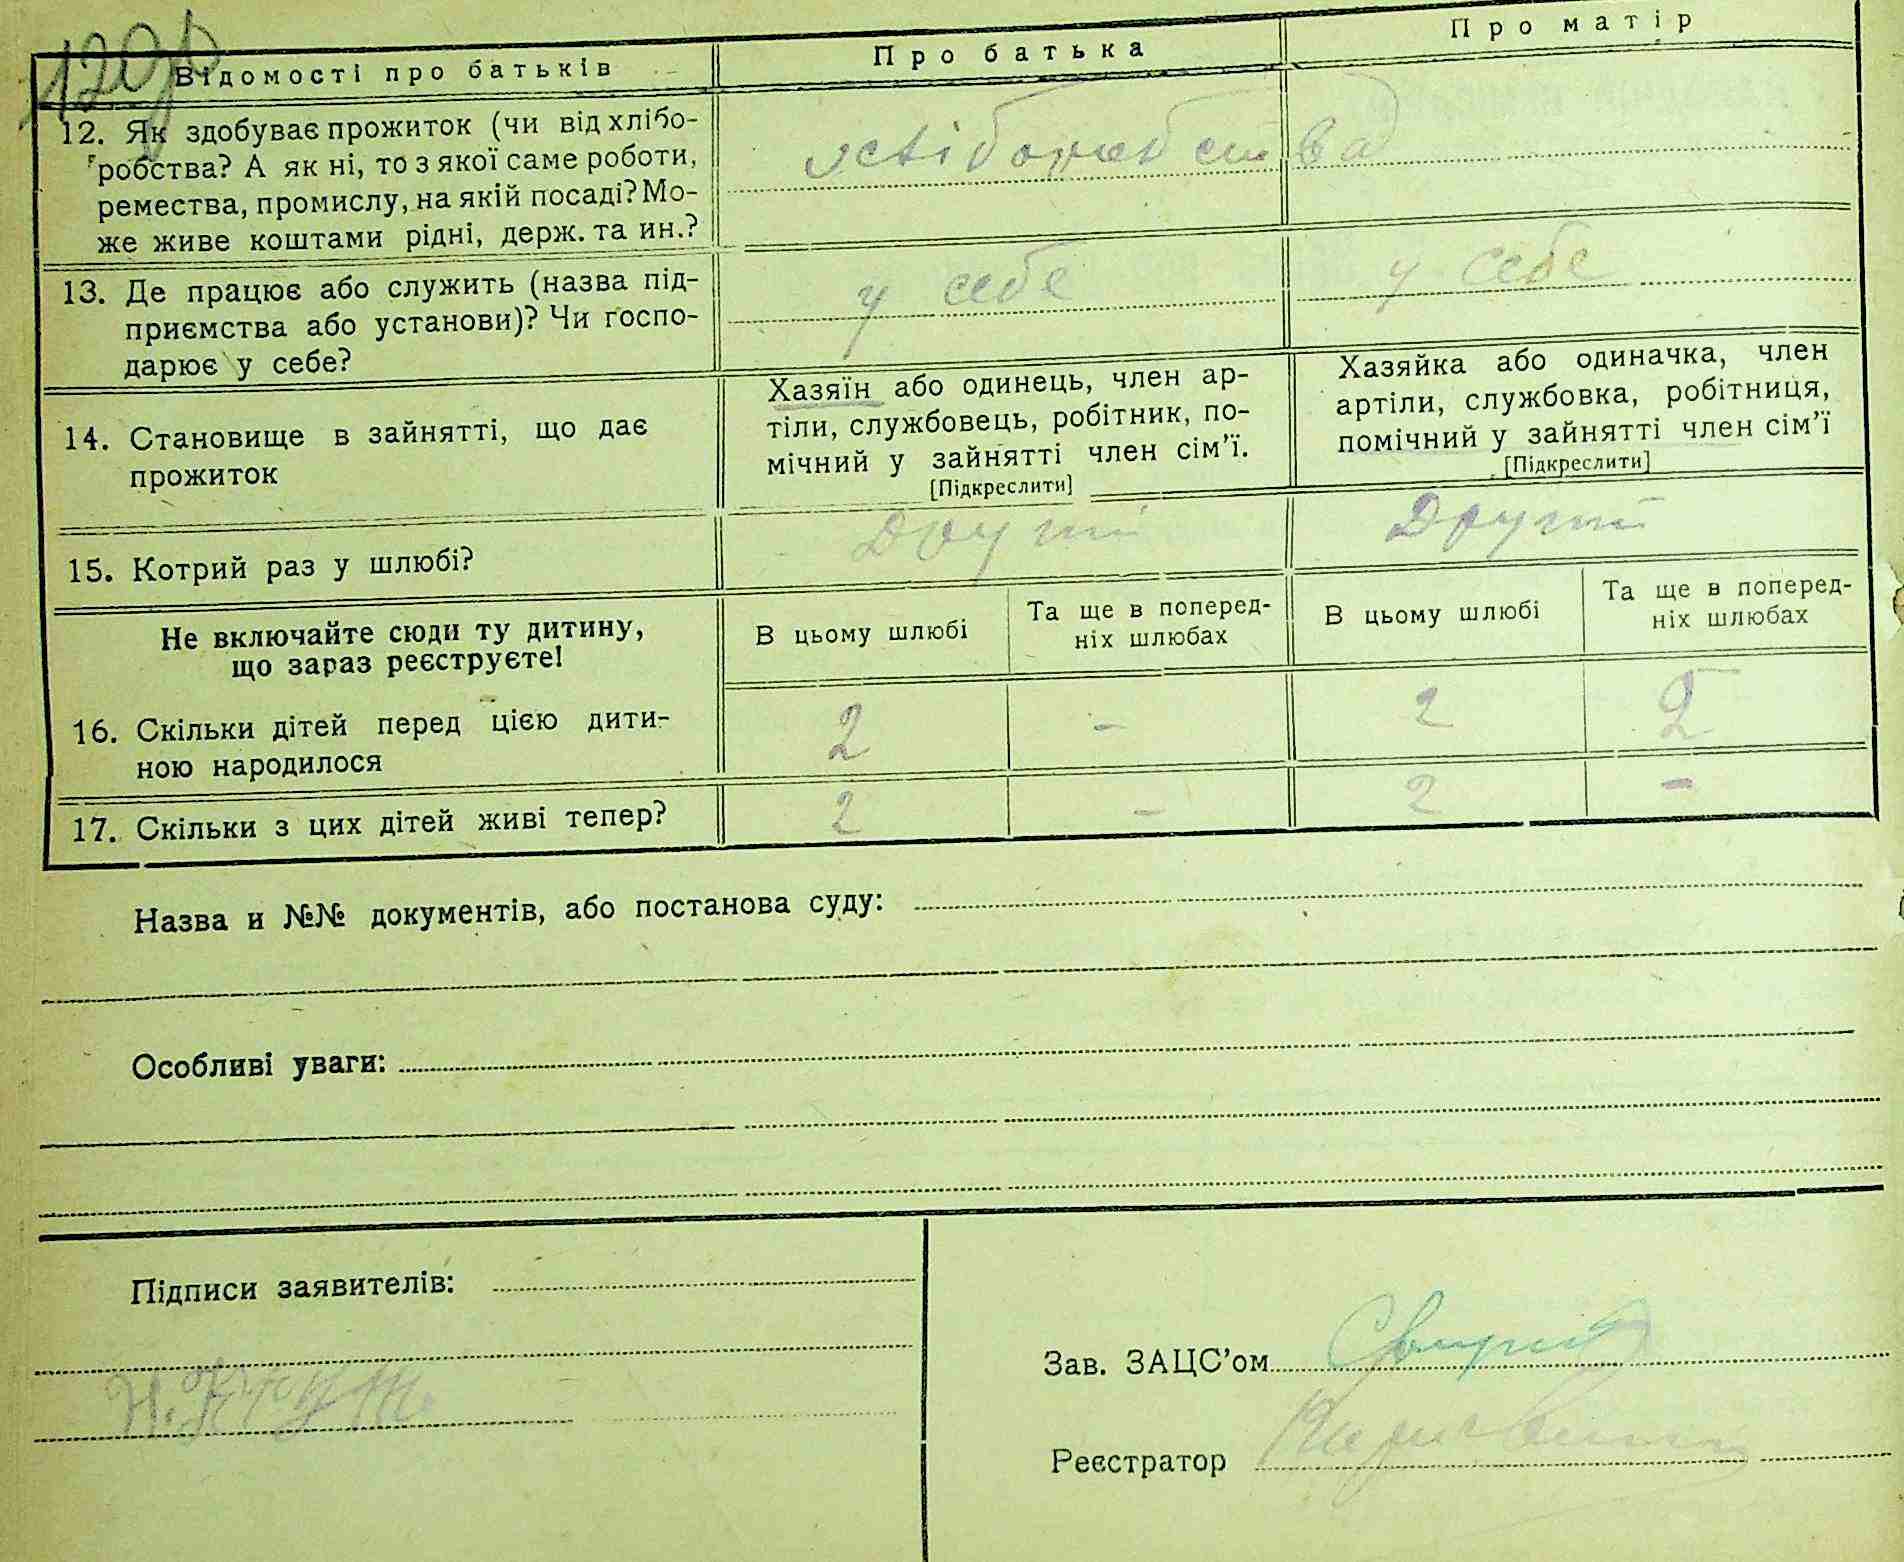 120
Відомості про батьків
Про батька
Про матір
12. Як здобуває прожиток (чи від хлібо-
робства? А як ні, то з якої саме роботи,
ремества, промислу, на якій посаді? Мо-
же живе коштами рідні, держ. та ин.?
хліборобства
13. Де працює або служить (назва під-
приємства або установи)? Чи госпо-
дарює у себе?
у себе
у себе
14. Становище в зайнятті, що дає
прожиток
Хазяїн або одинець, член ар-
тіли, службовець, робітник, по-
мічний у зайнятті член сім'ї.
[Підкреслити]
Хазяйка або одиначка, член
артіли, службовка, робітниця,
помічний у зайнятті член сім'ї
[Підкреслити]
15. Котрий раз у шлюбі?
Другий
Другий
Не включайте сюди ту дитину,
що зараз реєструєте!
В цьому шлюбі
Та ще в поперед-
ніх шлюбах
В цьому шлюбі
Та ще в поперед-
ніх шлюбах
16. Скільки дітей перед цією дити-
ною народилося
2
-
2
2
17. Скільки з цих дітей живі тепер?
2
-
2
-
Назва и №№ документів, або постанова суду:
Особливі уваги:
Підписи заявителів:
Зав. ЗАЦС'ом
Реєстратор